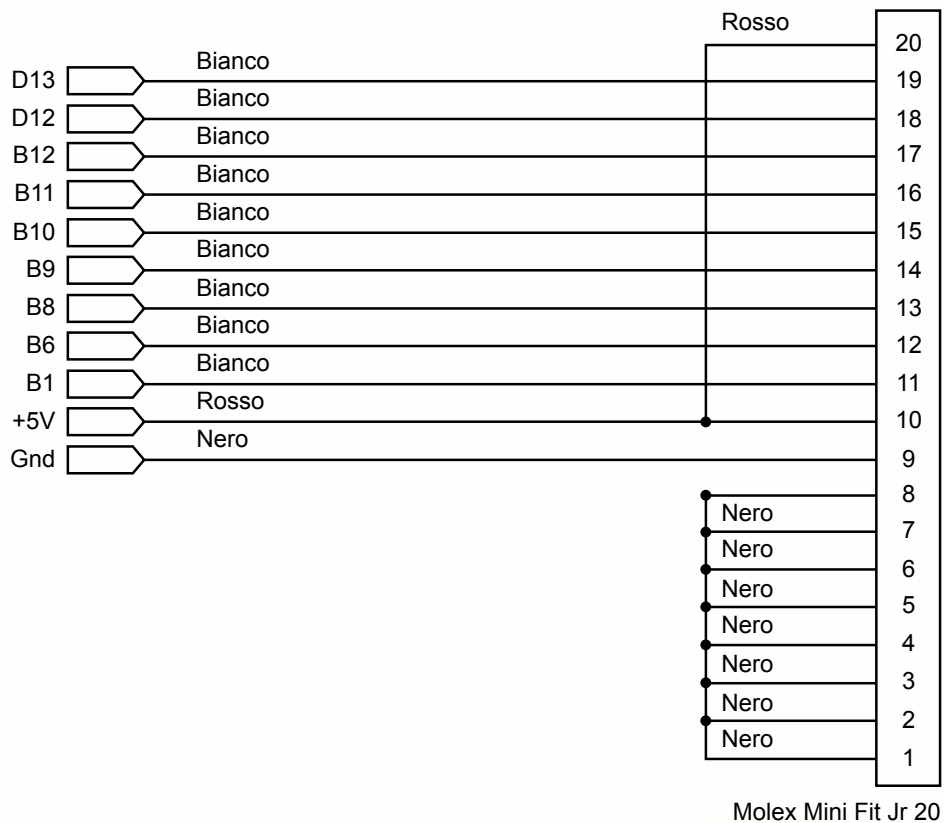 Rosso
20
Bianco
D13 19
Bianco
D12 18
Bianco
B12 17
Bianco
B11 16
Bianco
B10 15
Bianco
B9 14
Bianco
B8 13
Bianco
B6 12
Bianco
B1 11
Rosso
+5V 10
Nero
Gnd 9
8
Nero
7
Nero
6
Nero
5
Nero
4
Nero
3
Nero
2
Nero
1
Molex Mini Fit Jr 20